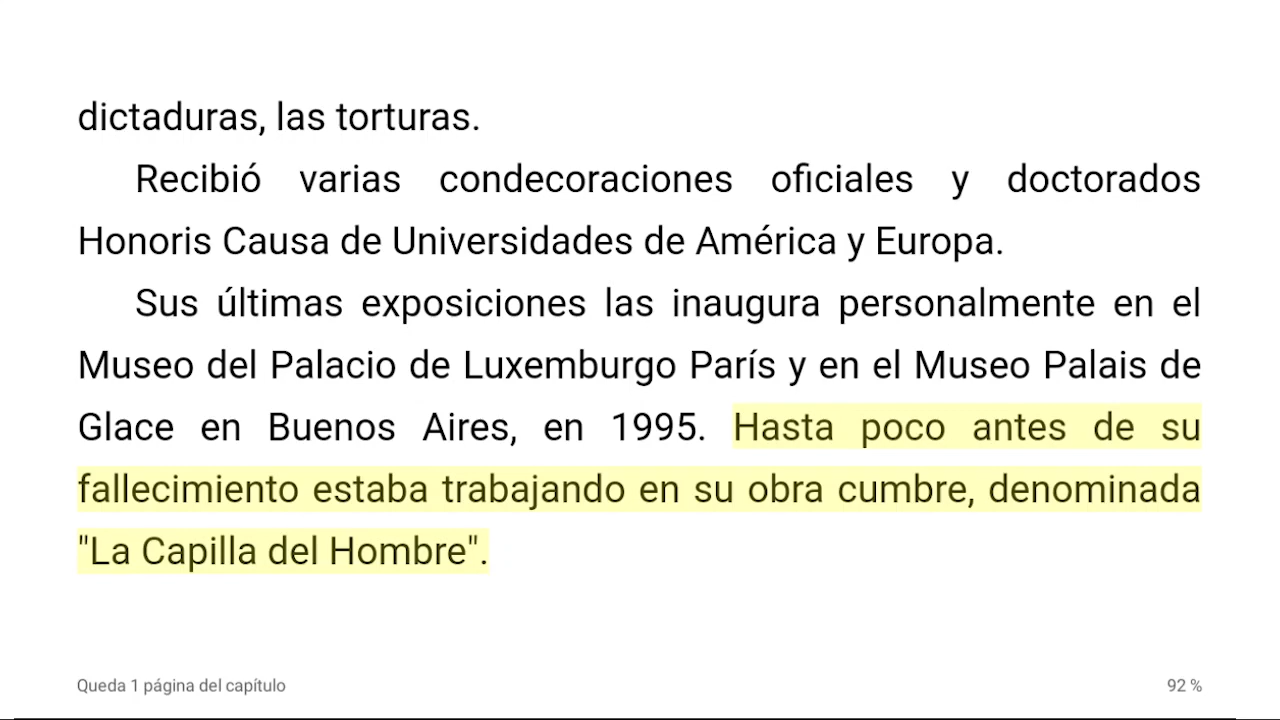 dictaduras, las torturas.
Recibió varias condecoraciones oficiales y doctorados
Honoris Causa de Universidades de América y Europa.
Sus últimas exposiciones las inaugura personalmente en el
Museo del Palacio de Luxemburgo París y en el Museo Palais de
Glace en Buenos Aires, en 1995. Hasta poco antes de su
fallecimiento estaba trabajando en su obra cumbre, denominada
"La Capilla del Hombre".
Queda 1 página del capítulo
92 %